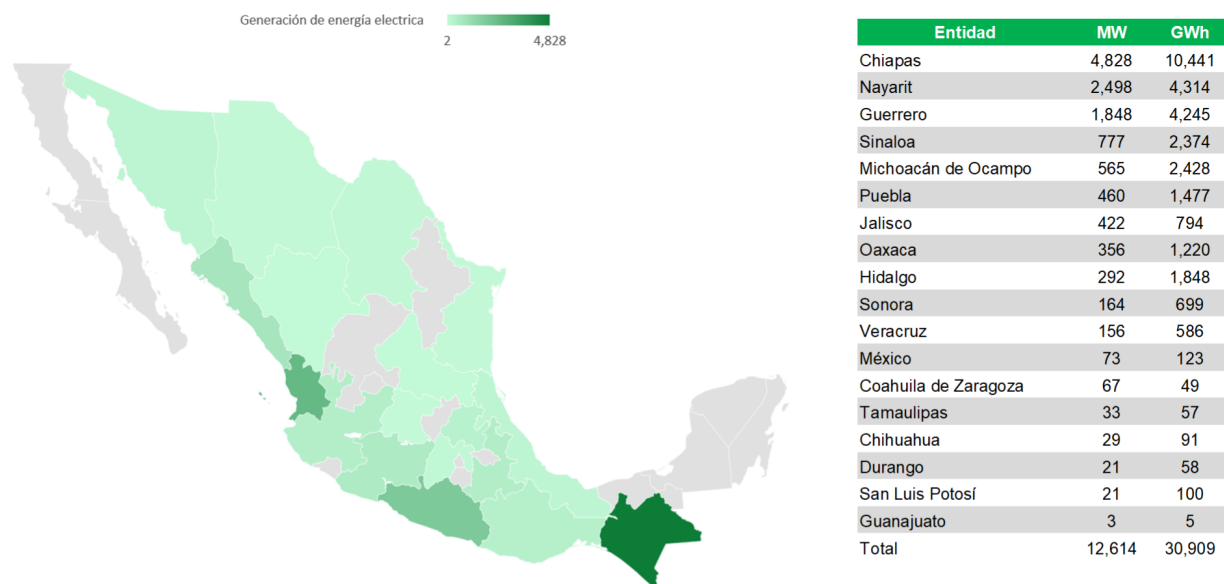 Generación de energía electrica
2 4,828
Entidad MW GWh
Chiapas 4,828 10,441
Nayarit 2,498 4,314
Guerrero 1,848 4,245
Sinaloa 777 2,374
Michoacán de Ocampo 565 2,428
Puebla 460 1,477
Jalisco 422 794
Oaxaca 356 1,220
Hidalgo 292 1,848
Sonora 164 699
Veracruz 156 586
México 73 123
Coahuila de Zaragoza 67 49
Tamaulipas 33 57
Chihuahua 29 91
Durango 21 58
San Luis Potosí 21 100
Guanajuato 3 5
Total 12,614 30,909